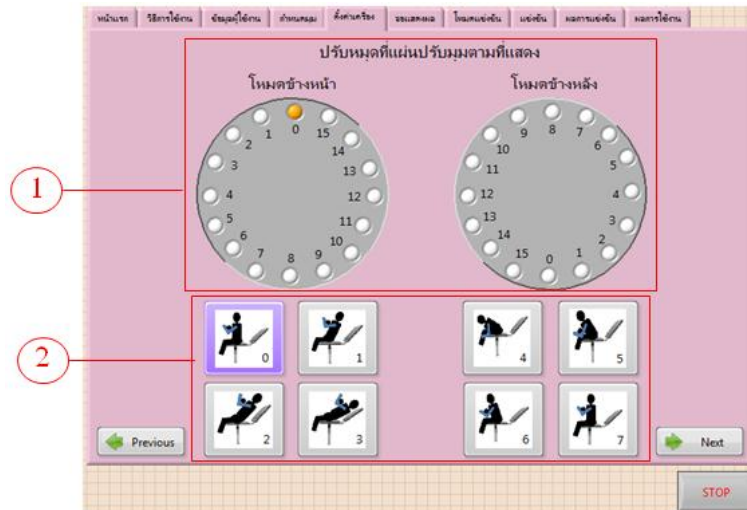 หน้าแรก วิธีการใช้งาน ข้อมูลผู้ใช้งาน กำหนดมุม ตั้งค่าเครื่อง จอแสดงผล โหมดแข่งขัน แข่งขัน ผลการแข่งขัน ผลการใช้งาน
ปรับหมุดที่แผ่นปรับมุมตามที่แสดง
โหมดข้างหน้า
0 15 14 13 12 11 10 9 8 7 6 5 4 3 2 1
โหมดข้างหลัง
8 7 6 5 4 3 2 1 0 15 14 13 12 11 10 9
1
2
0 1 4 5
2 3 6 7
Previous
Next
STOP